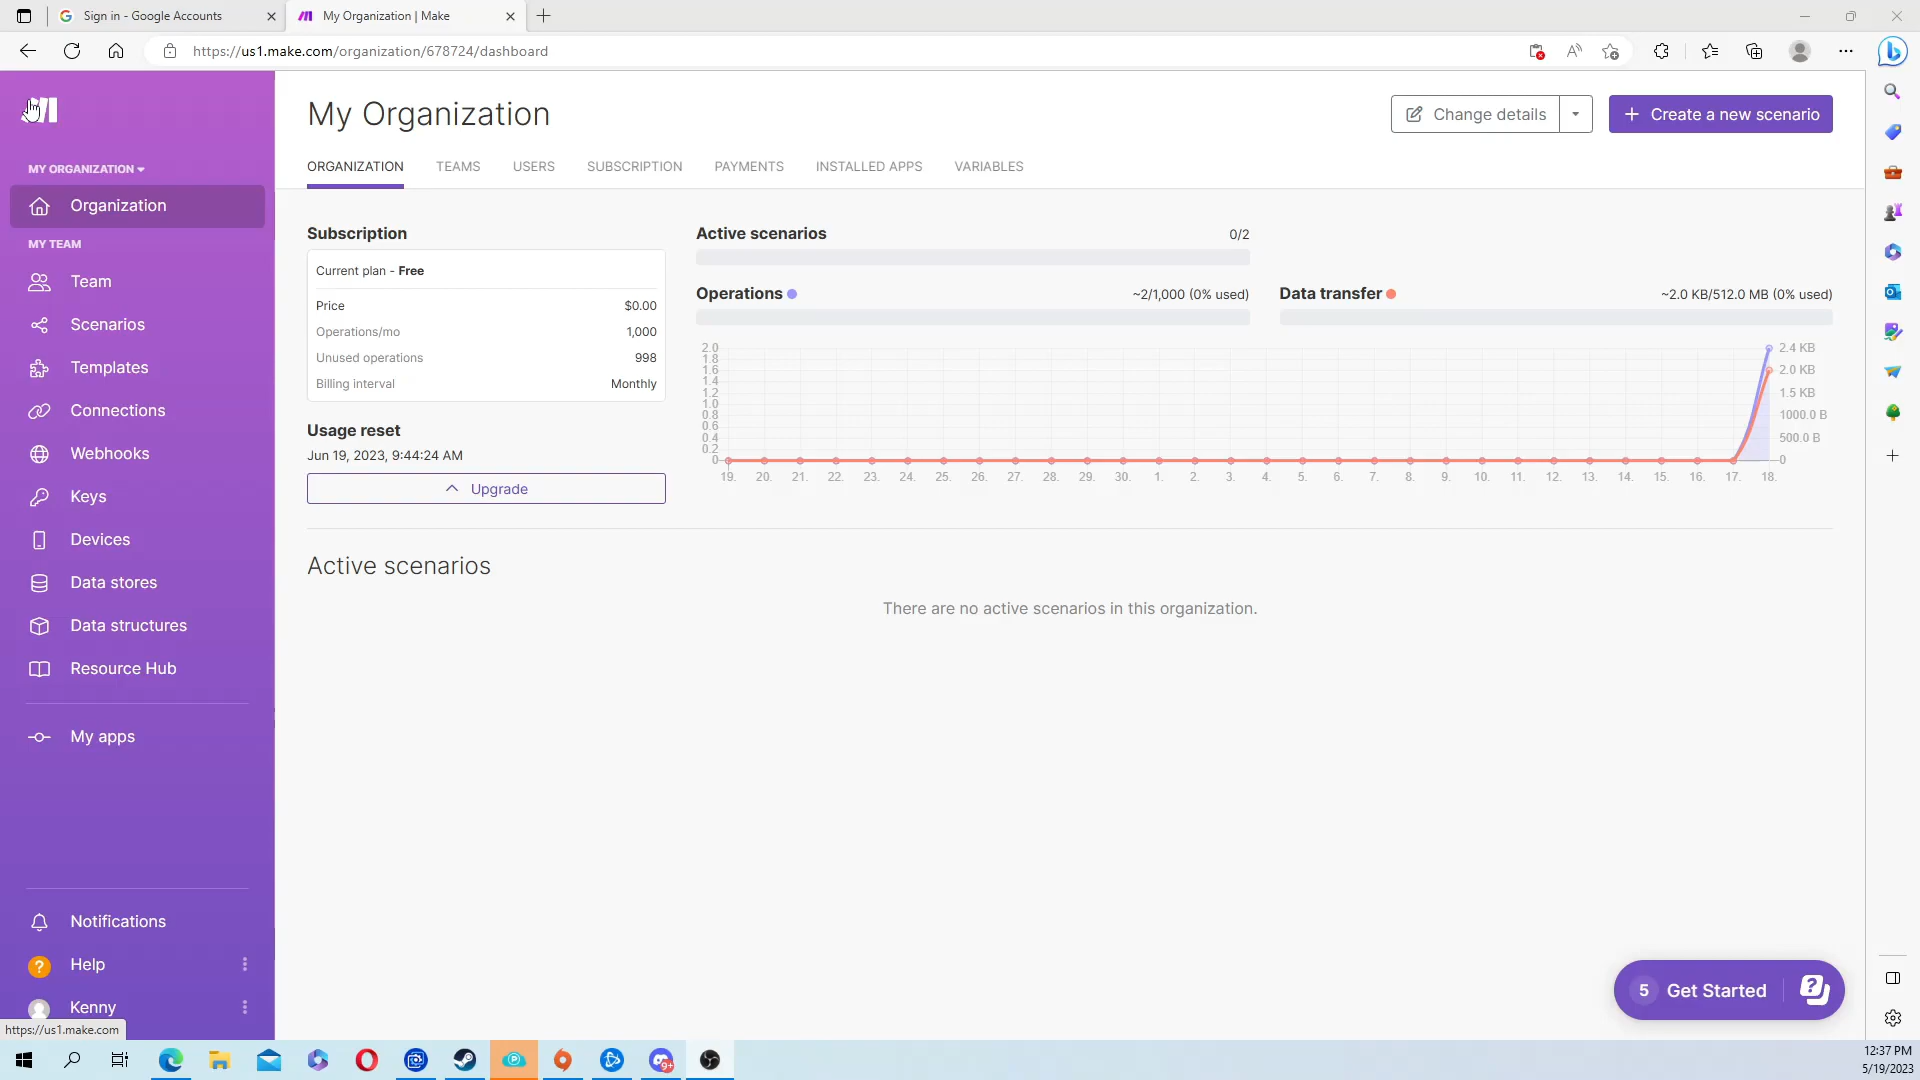 Sign in - Google Accounts
My Organization | Make
https://us1.make.com/organization/678724/dashboard
My Organization
Change details
Create a new scenario
MY ORGANIZATION
Organization
MY TEAM
Team
Scenarios
Templates
Connections
Webhooks
Keys
Devices
Data stores
Data structures
Resource Hub
My apps
Notifications
Help
Kenny
https://us1.make.com
ORGANIZATION TEAMS USERS SUBSCRIPTION PAYMENTS INSTALLED APPS VARIABLES
Subscription
Current plan - Free
Price $0.00
Operations/mo 1,000
Unused operations 998
Billing interval Monthly
Usage reset
Jun 19, 2023, 9:44:24 AM
Upgrade
Active scenarios 0/2
Operations ~2/1,000 (0% used)
Data transfer ~2.0 KB/512.0 MB (0% used)
2.0
1.8
1.6
1.4
1.2
1.0
0.8
0.6
0.4
0.2
0
2.4 KB
2.0 KB
1.5 KB
1000.0 B
500.0 B
0
19. 20. 21. 22. 23. 24. 25. 26. 27. 28. 29. 30. 1. 2. 3. 4. 5. 6. 7. 8. 9. 10. 11. 12. 13. 14. 15. 16. 17. 18.
Active scenarios
There are no active scenarios in this organization.
5 Get Started
9+
12:37 PM
5/19/2023